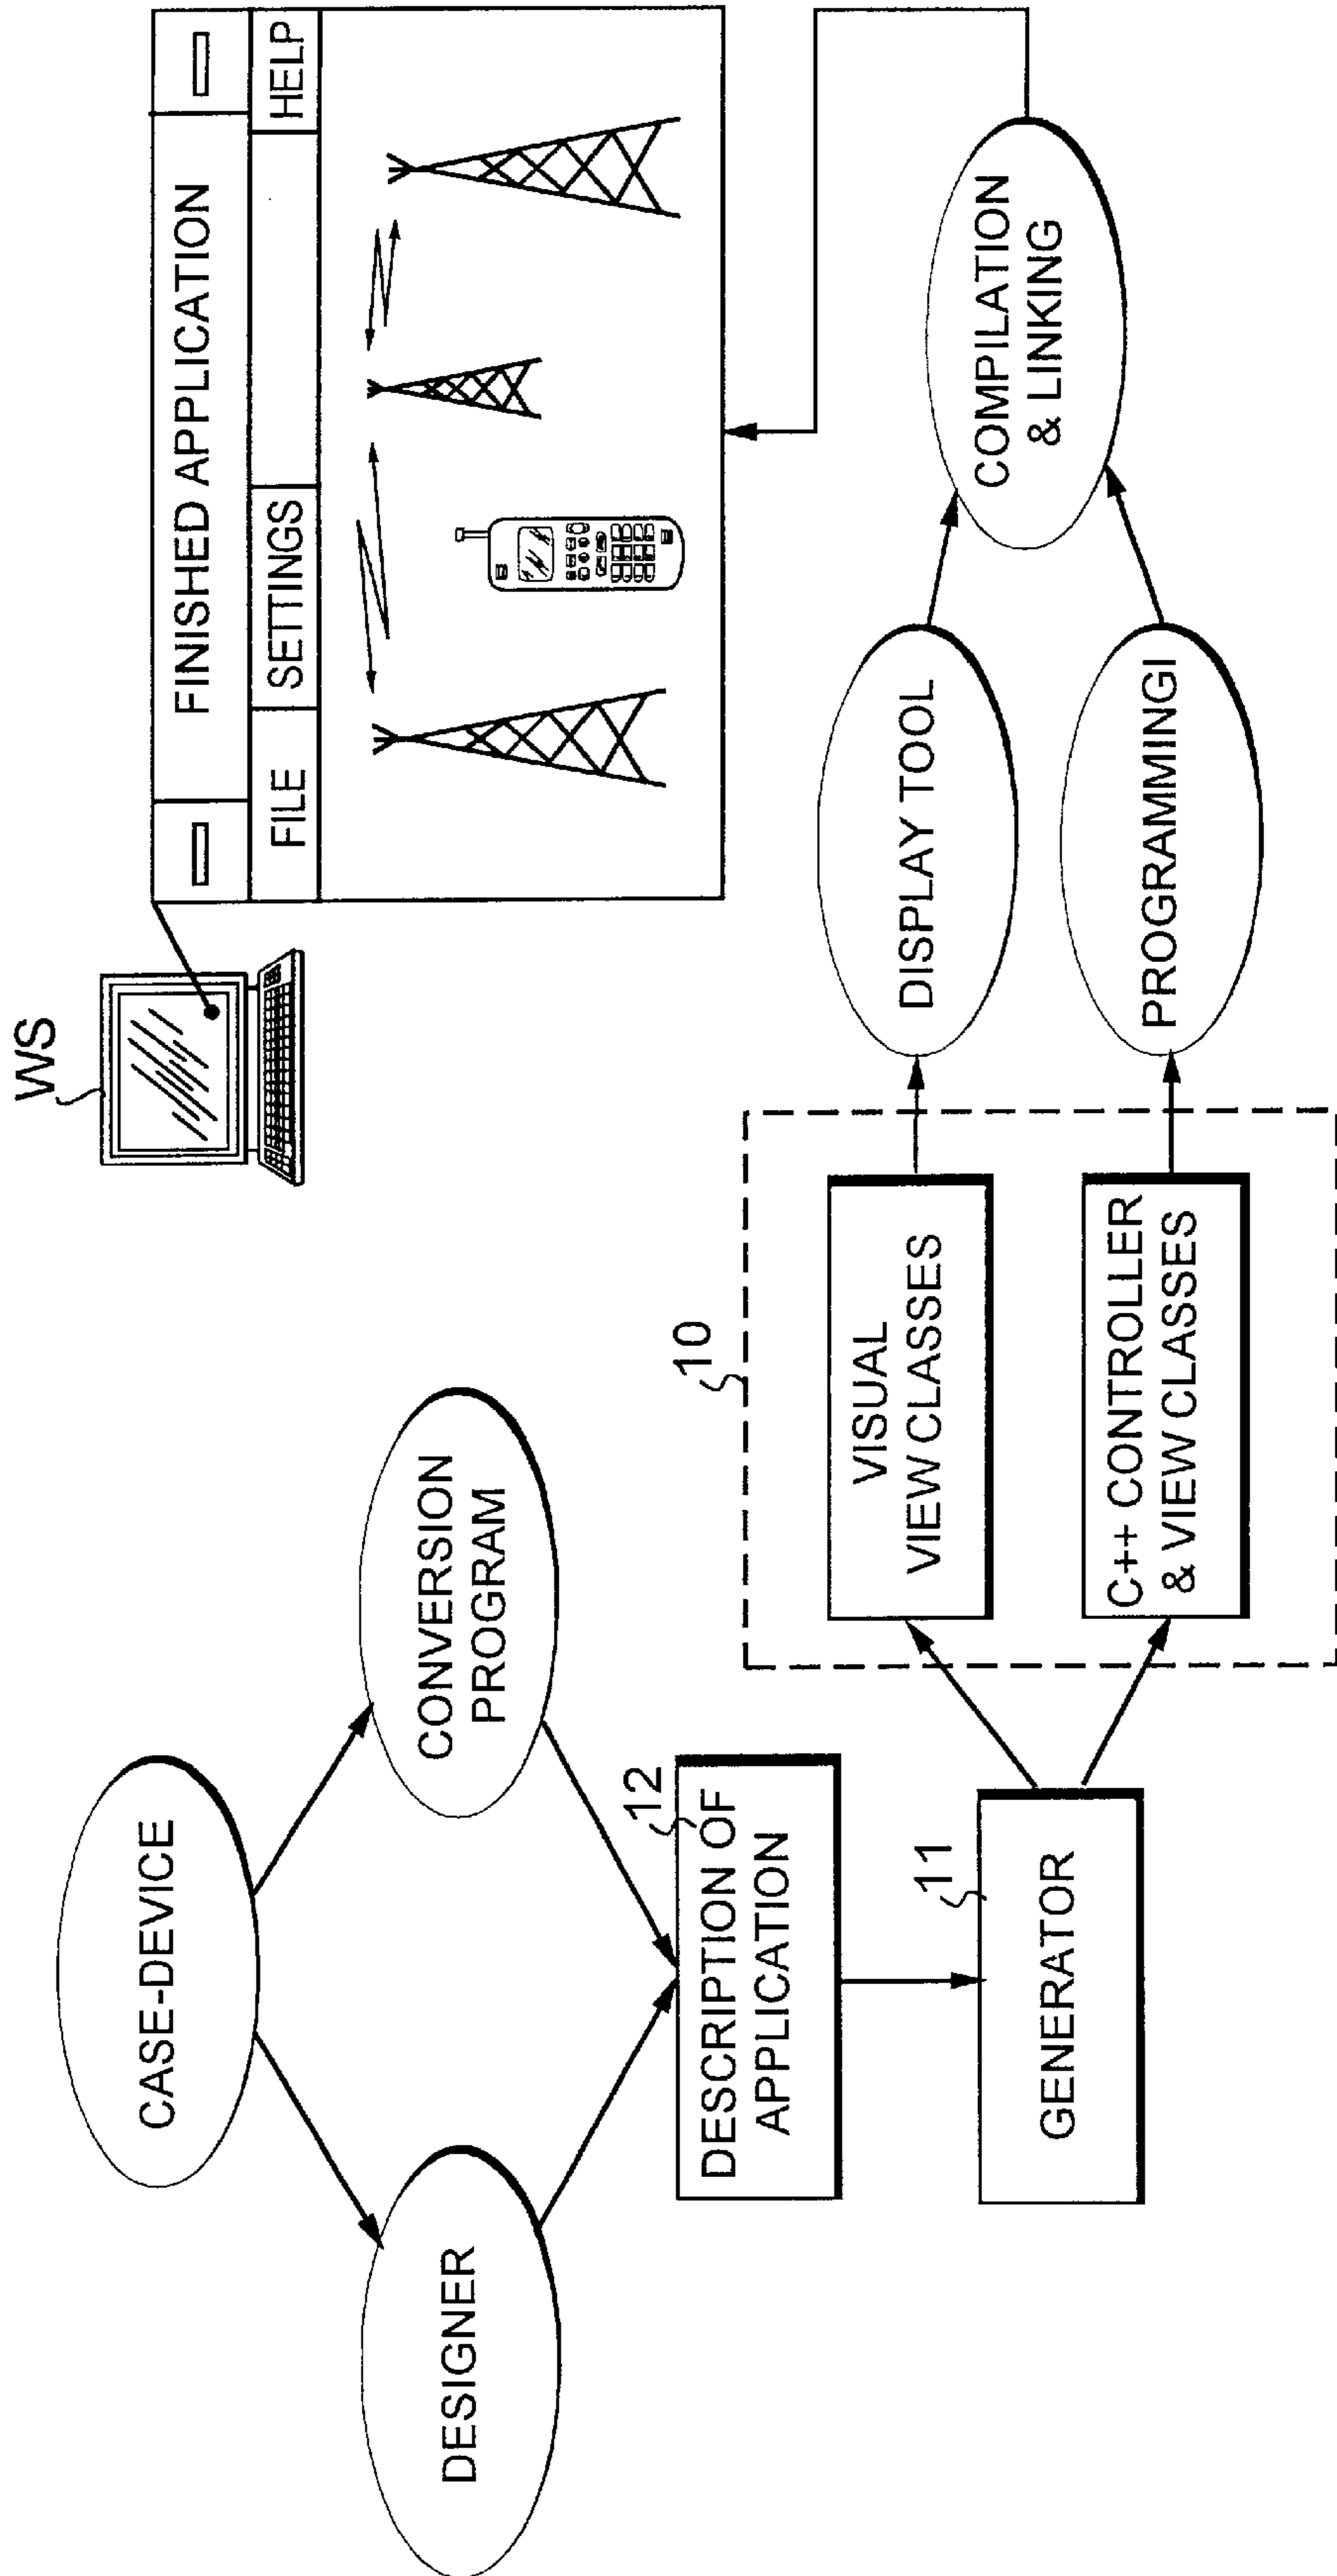 CASE-DEVICE
DESIGNER
CONVERSION
PROGRAM
12
DESCRIPTION OF
APPLICATION
11
GENERATOR
10
VISUAL
VIEW CLASSES
C++ CONTROLLER
& VIEW CLASSES
DISPLAY TOOL
PROGRAMMINGI
COMPILATION
& LINKING
WS
FINISHED APPLICATION
FILE
SETTINGS
HELP